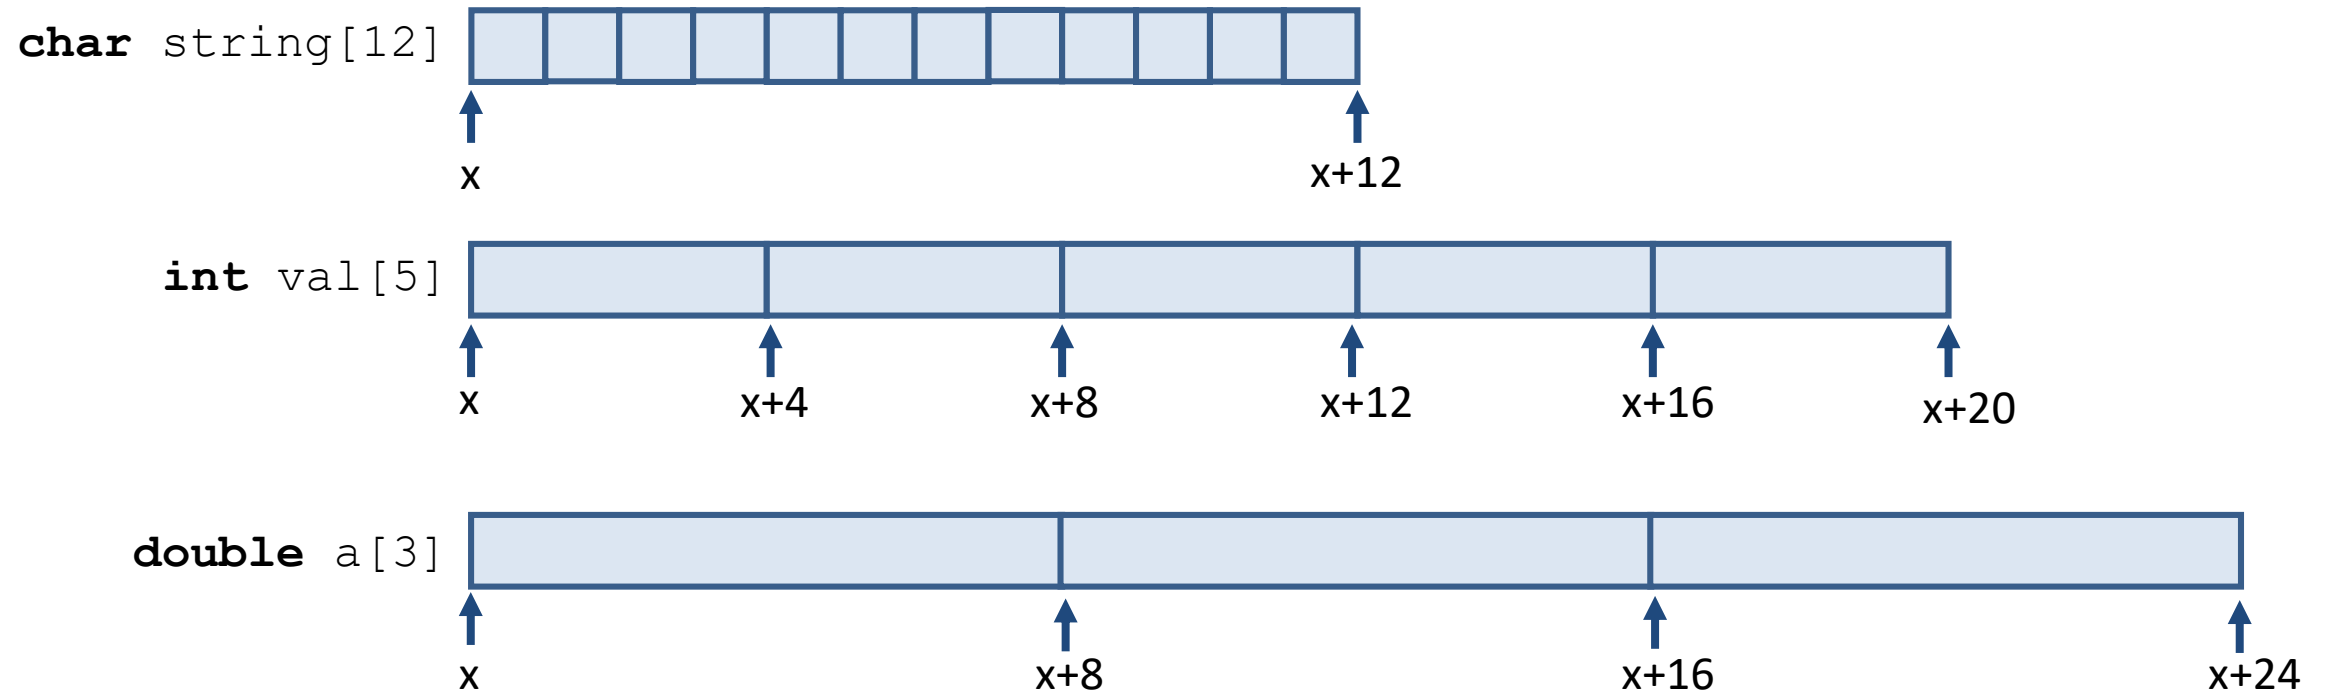 char string[12]
x x+12
int val[5]
x x+4 x+8 x+12 x+16 x+20
double a[3]
x x+8 x+16 x+24